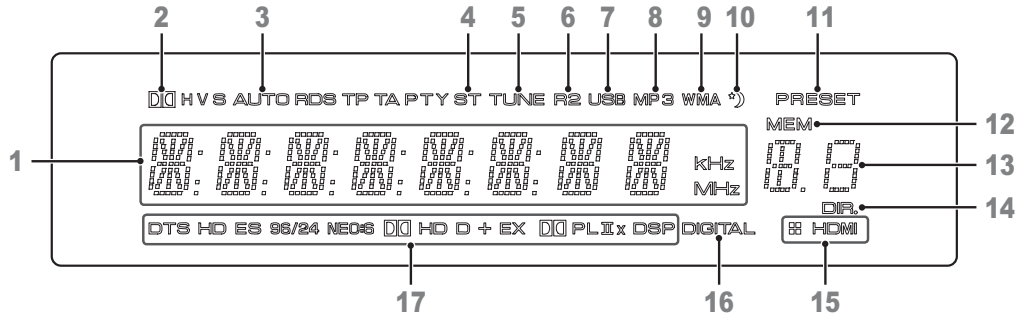 2 3 4 5 6 7 8 9 10 11
H V S AUTO RDS TP TA PTY ST TUNE R2 USB MP3 WMA PRESET
MEM 12
1 kHz 13
MHz
DIR. 14
DTS HD ES 96/24 NEO:6 HD D + EX PLIIx DSP DIGITAL HDMI
17 16 15